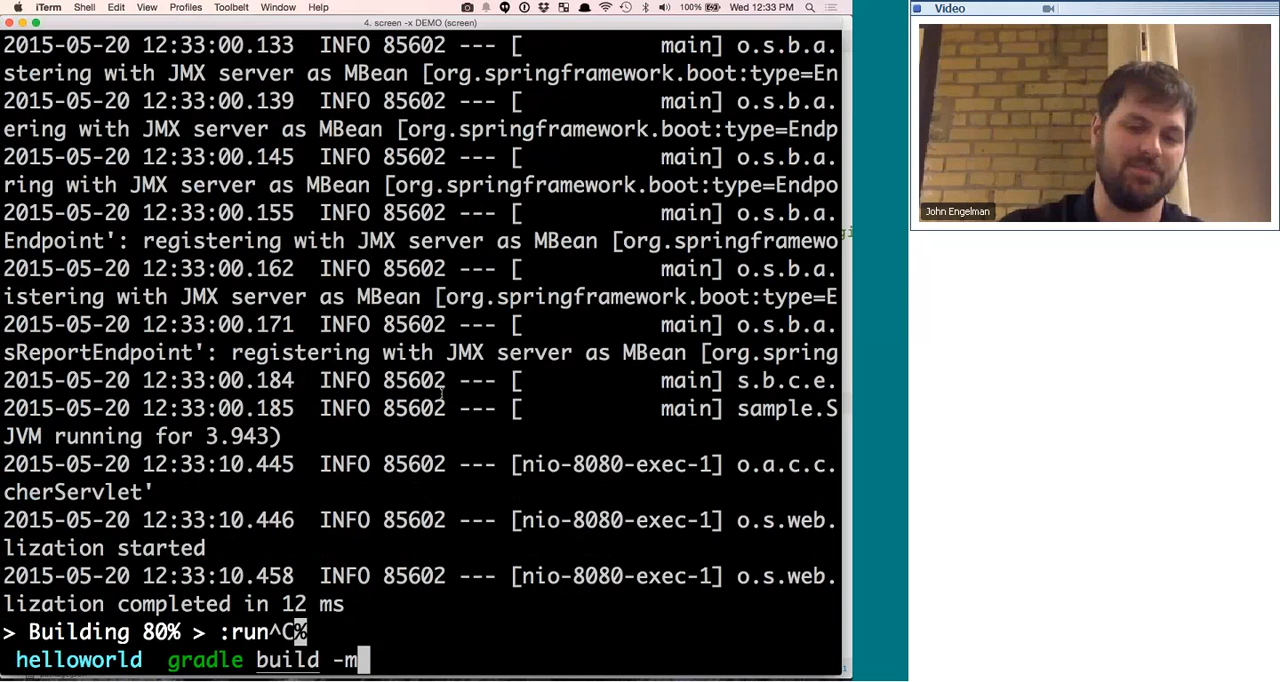 iTerm Shell Edit View Profiles Toolbelt Window Help 100% Wed 12:33 PM
4. screen -x DEMO (screen)
Video
2015-05-20 12:33:00.133 INFO 85602 --- [ main] o.s.b.a.
stering with JMX server as MBean [org.springframework.boot:type=En
2015-05-20 12:33:00.139 INFO 85602 --- [ main] o.s.b.a.
ering with JMX server as MBean [org.springframework.boot:type=Endp
2015-05-20 12:33:00.145 INFO 85602 --- [ main] o.s.b.a.
ring with JMX server as MBean [org.springframework.boot:type=Endpo
2015-05-20 12:33:00.155 INFO 85602 --- [ main] o.s.b.a.
Endpoint': registering with JMX server as MBean [org.springframewo
2015-05-20 12:33:00.162 INFO 85602 --- [ main] o.s.b.a.
istering with JMX server as MBean [org.springframework.boot:type=E
2015-05-20 12:33:00.171 INFO 85602 --- [ main] o.s.b.a.
sReportEndpoint': registering with JMX server as MBean [org.spring
2015-05-20 12:33:00.184 INFO 85602 --- [ main] s.b.c.e.
2015-05-20 12:33:00.185 INFO 85602 --- [ main] sample.S
JVM running for 3.943)
2015-05-20 12:33:10.445 INFO 85602 --- [nio-8080-exec-1] o.a.c.c.
cherServlet'
2015-05-20 12:33:10.446 INFO 85602 --- [nio-8080-exec-1] o.s.web.
lization started
2015-05-20 12:33:10.458 INFO 85602 --- [nio-8080-exec-1] o.s.web.
lization completed in 12 ms
> Building 80% > :run^C%
helloworld gradle build -m
John Engelman